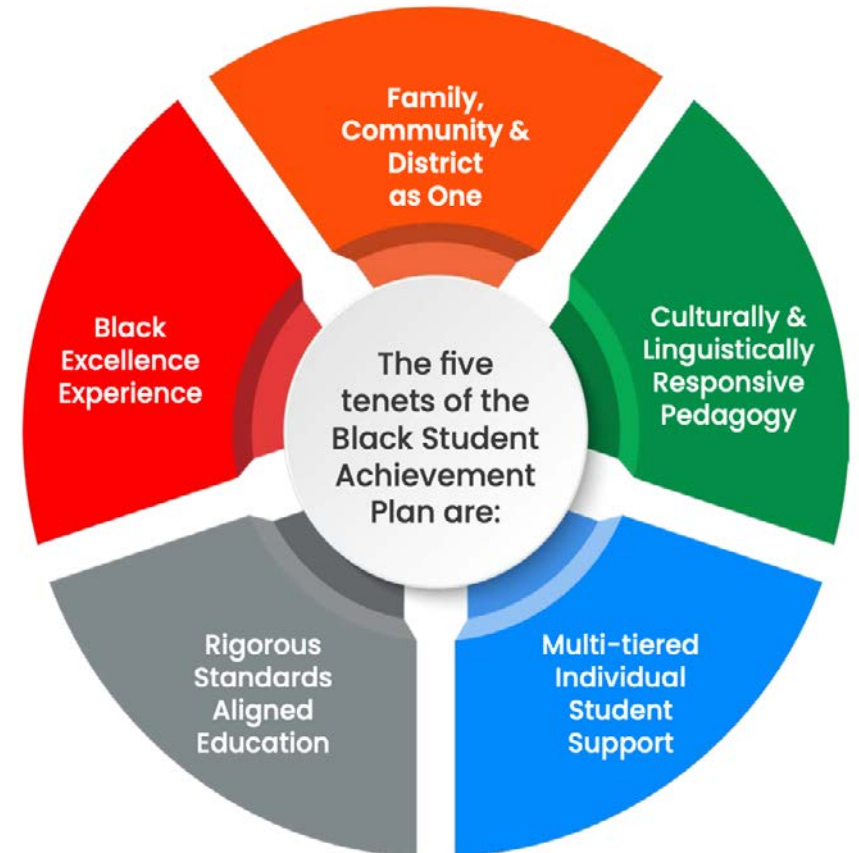 The five
tenets of the
Black Student
Achievement
Plan are:
Family,
Community &
District
as One
Culturally &
Linguistically
Responsive
Pedagogy
Multi-tiered
Individual
Student
Support
Rigorous
Standards
Aligned
Education
Black
Excellence
Experience